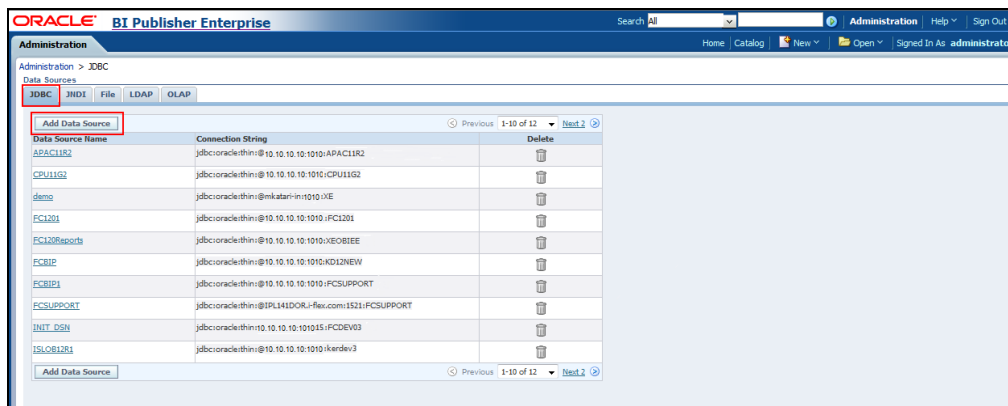 ORACLE BI Publisher Enterprise Search All Administration Help Sign Out
Administration Home Catalog New Open Signed In As administrato
Administration > JDBC
Data Sources
JDBC JNDI File LDAP OLAP
Add Data Source Previous 1-10 of 12 Next 2
Data Source Name Connection String Delete
APAC11R2 jdbc:oracle:thin:@10.10.10.10:1010:APAC11R2
CPU11G2 jdbc:oracle:thin:@10.10.10.10:1010:CPU11G2
demo jdbc:oracle:thin:@mkatari-in:1010:XE
FC1201 jdbc:oracle:thin:@10.10.10.10:1010.:FC1201
FC120Reports jdbc:oracle:thin:@10.10.10.10:1010:XEOBIEE
FCBIP jdbc:oracle:thin:@10.10.10.10:1010:KD12NEW
FCBIP1 jdbc:oracle:thin:@10.10.10.10:1010:FCSUPPORT
FCSUPPORT jdbc:oracle:thin:@IPL141DOR.i-flex.com:1521:FCSUPPORT
INIT_DSN jdbc:oracle:thin:10.10.10.10:101015:FCDEV03
ISLOB12R1 jdbc:oracle:thin:@10.10.10.10:1010:kerdev3
Add Data Source Previous 1-10 of 12 Next 2